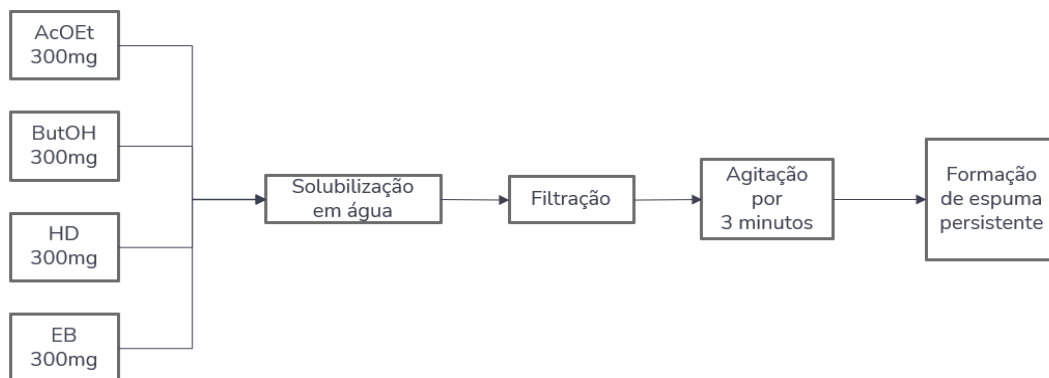 AcOEt
300mg
ButOH
300mg
HD
300mg
EB
300mg
Solubilização
em água
Filtração
Agitação
por
3 minutos
Formação
de espuma
persistente